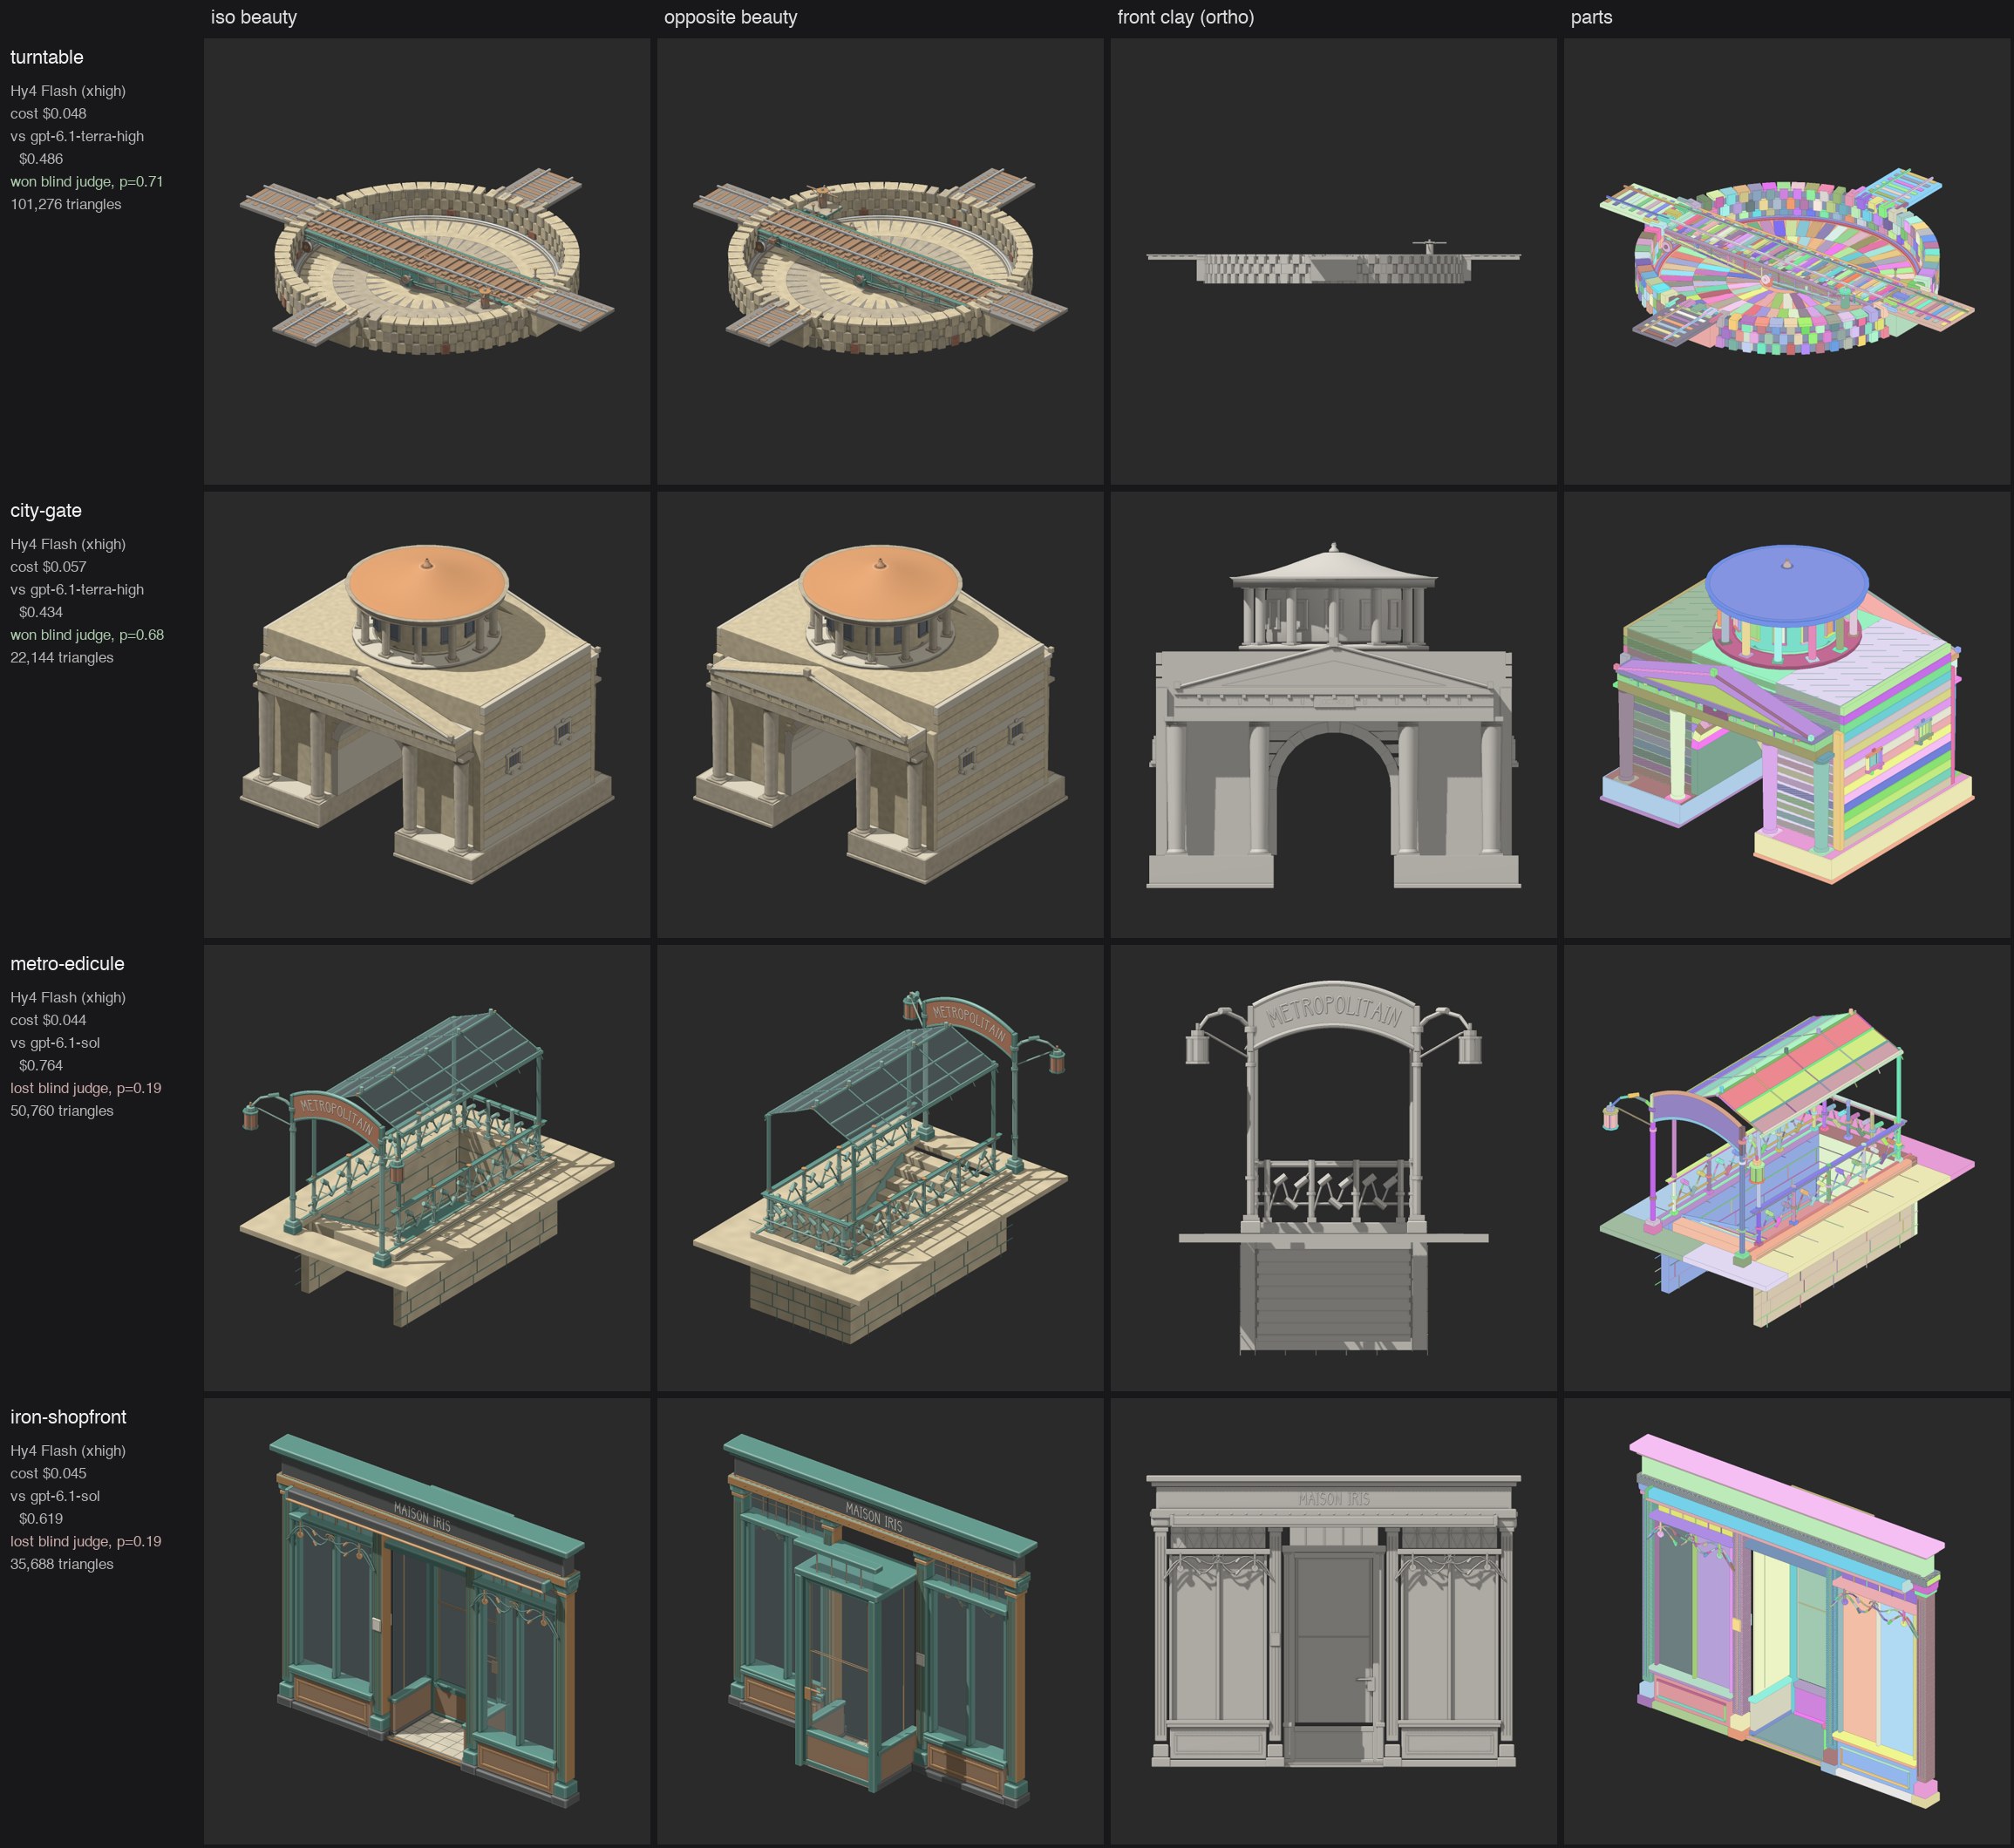 iso beauty
opposite beauty
front clay (ortho)
parts
turntable
Hy4 Flash (xhigh)
cost $0.048
vs gpt-6.1-terra-high
$0.486
won blind judge, p=0.71
101,276 triangles
city-gate
Hy4 Flash (xhigh)
cost $0.057
vs gpt-6.1-terra-high
$0.434
won blind judge, p=0.68
22,144 triangles
metro-edicule
Hy4 Flash (xhigh)
cost $0.044
vs gpt-6.1-sol
$0.764
lost blind judge, p=0.19
50,760 triangles
METROPOLITAIN
METROPOLITAIN
METROPOLITAIN
iron-shopfront
Hy4 Flash (xhigh)
cost $0.045
vs gpt-6.1-sol
$0.619
lost blind judge, p=0.19
35,688 triangles
MAISON IRIS
MAISON IRIS
MAISON IRIS